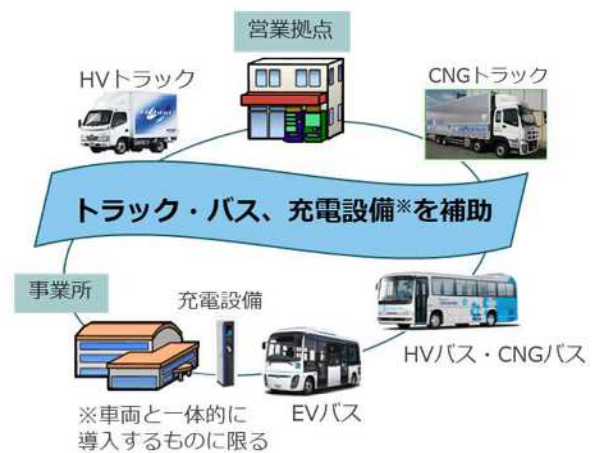 営業拠点
HVトラック
CNGトラック
トラック・バス、充電設備※を補助
事業所
充電設備
HVバス・CNGバス
EVバス
※車両と一体的に
導入するものに限る